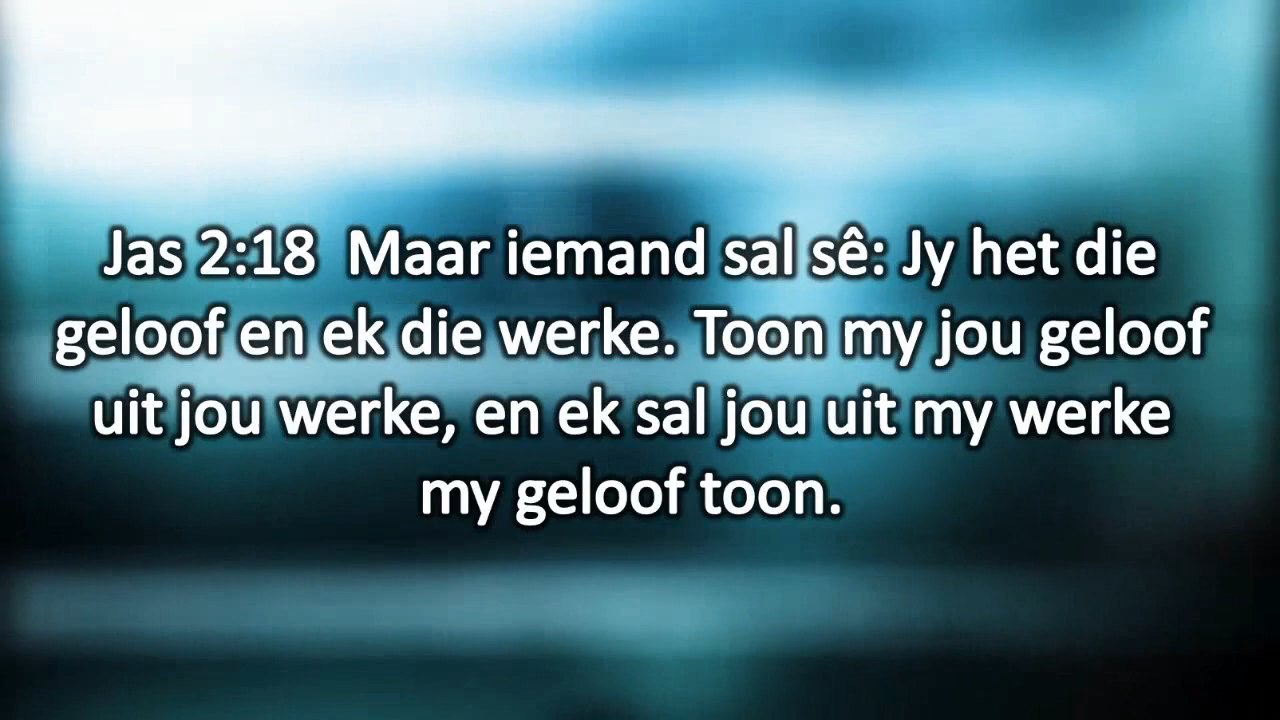 Jas 2:18  Maar iemand sal sê: Jy het die
geloof en ek die werke. Toon my jou geloof
uit jou werke, en ek sal jou uit my werke
my geloof toon.